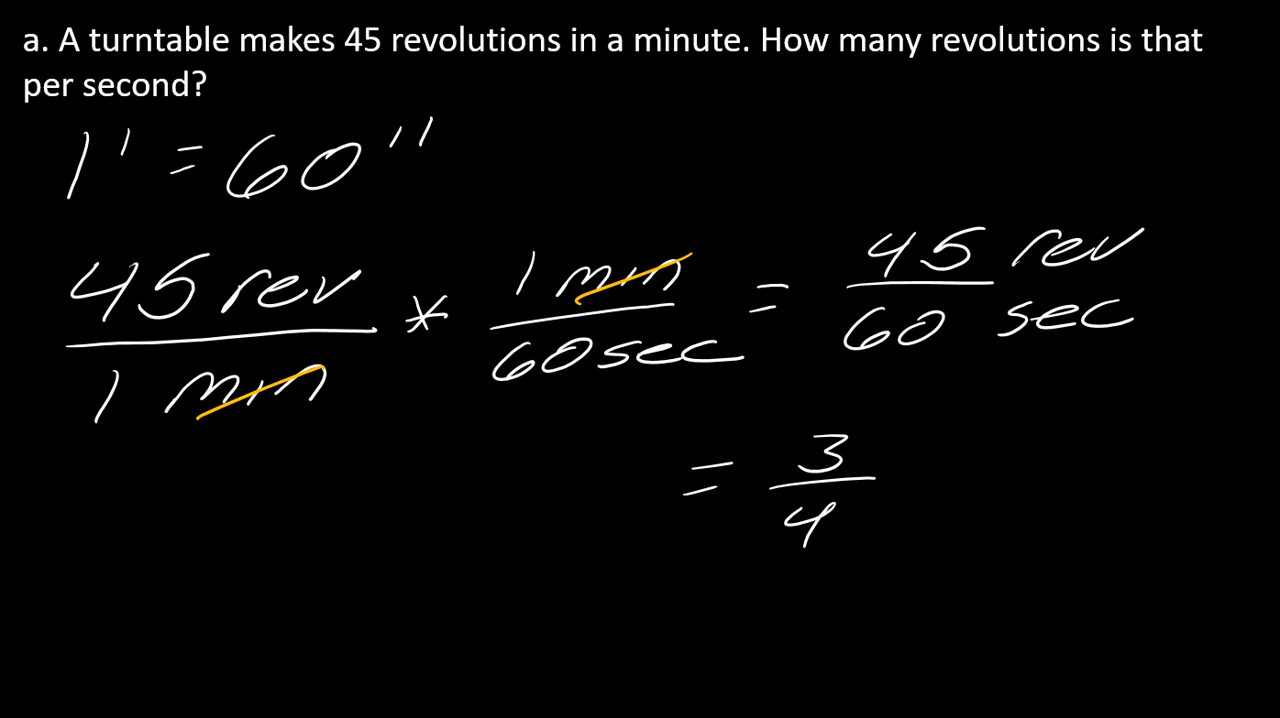 a. A turntable makes 45 revolutions in a minute. How many revolutions is that
per second?
1' = 60''
45 rev / 1 min * 1 min / 60 sec = 45 rev / 60 sec
= 3 / 4